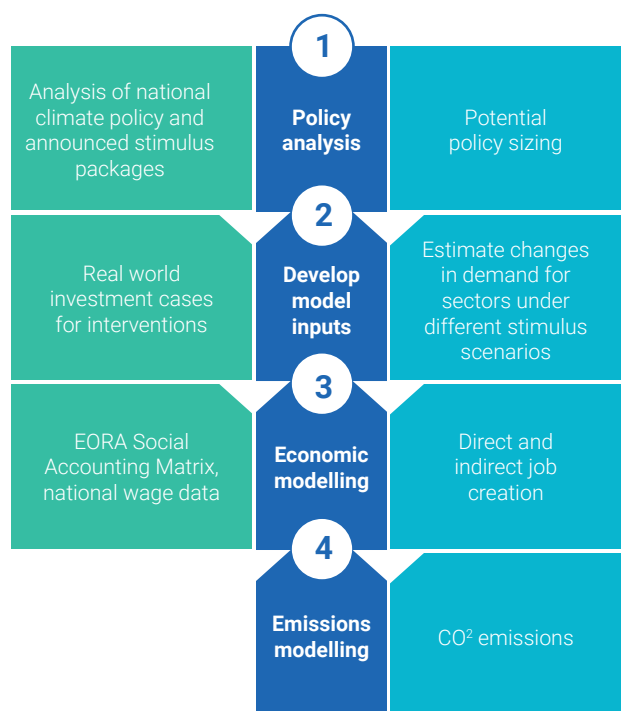 1
Analysis of national
climate policy and
announced stimulus
packages
Policy
analysis
Potential
policy sizing
2
Real world
investment cases
for interventions
Develop
model
inputs
Estimate changes
in demand for
sectors under
different stimulus
scenarios
3
EORA Social
Accounting Matrix,
national wage data
Economic
modelling
Direct and
indirect job
creation
4
Emissions
modelling
CO² emissions